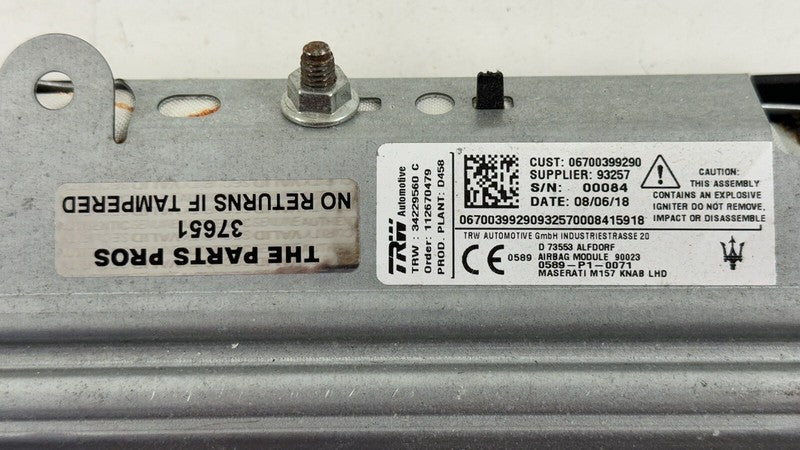 THE PARTS PROS
37651
NO RETURNS IF TAMPERED
TRW Automotive
TRW : 34229560 C
Order: 112670479
PROD. PLANT: D458
CUST: 06700399290
SUPPLIER: 93257
S/N: 00084
DATE: 08/06/18
06700399290932570008415918
CAUTION:
THIS ASSEMBLY
CONTAINS AN EXPLOSIVE
IGNITER DO NOT REMOVE,
IMPACT OR DISASSEMBLE
TRW AUTOMOTIVE GmbH INDUSTRIESTRASSE 20
D 73553 ALFDORF
CE 0589 AIRBAG MODULE 90023
0589-P1-0071
MASERATI M157 KNAB LHD